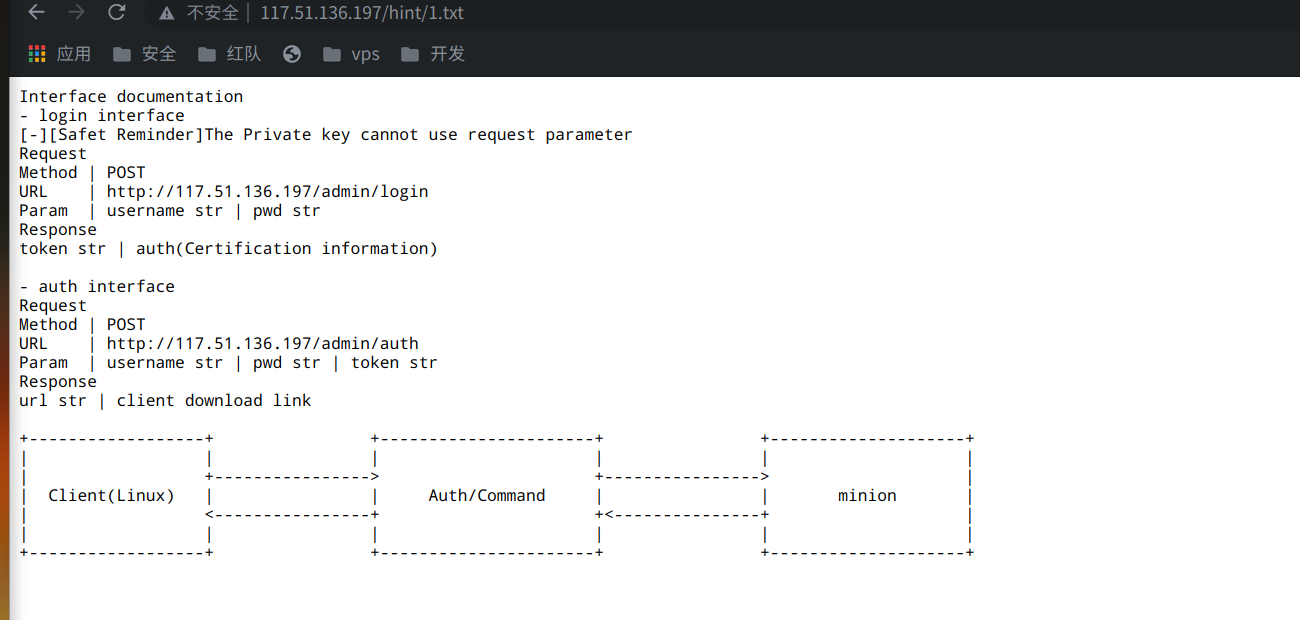 不安全 | 117.51.136.197/hint/1.txt
应用 安全 红队 vps 开发
Interface documentation
- login interface
[-][Safet Reminder]The Private key cannot use request parameter
Request
Method | POST
URL | http://117.51.136.197/admin/login
Param | username str | pwd str
Response
token str | auth(Certification information)
- auth interface
Request
Method | POST
URL | http://117.51.136.197/admin/auth
Param | username str | pwd str | token str
Response
url str | client download link
Client(Linux) Auth/Command minion